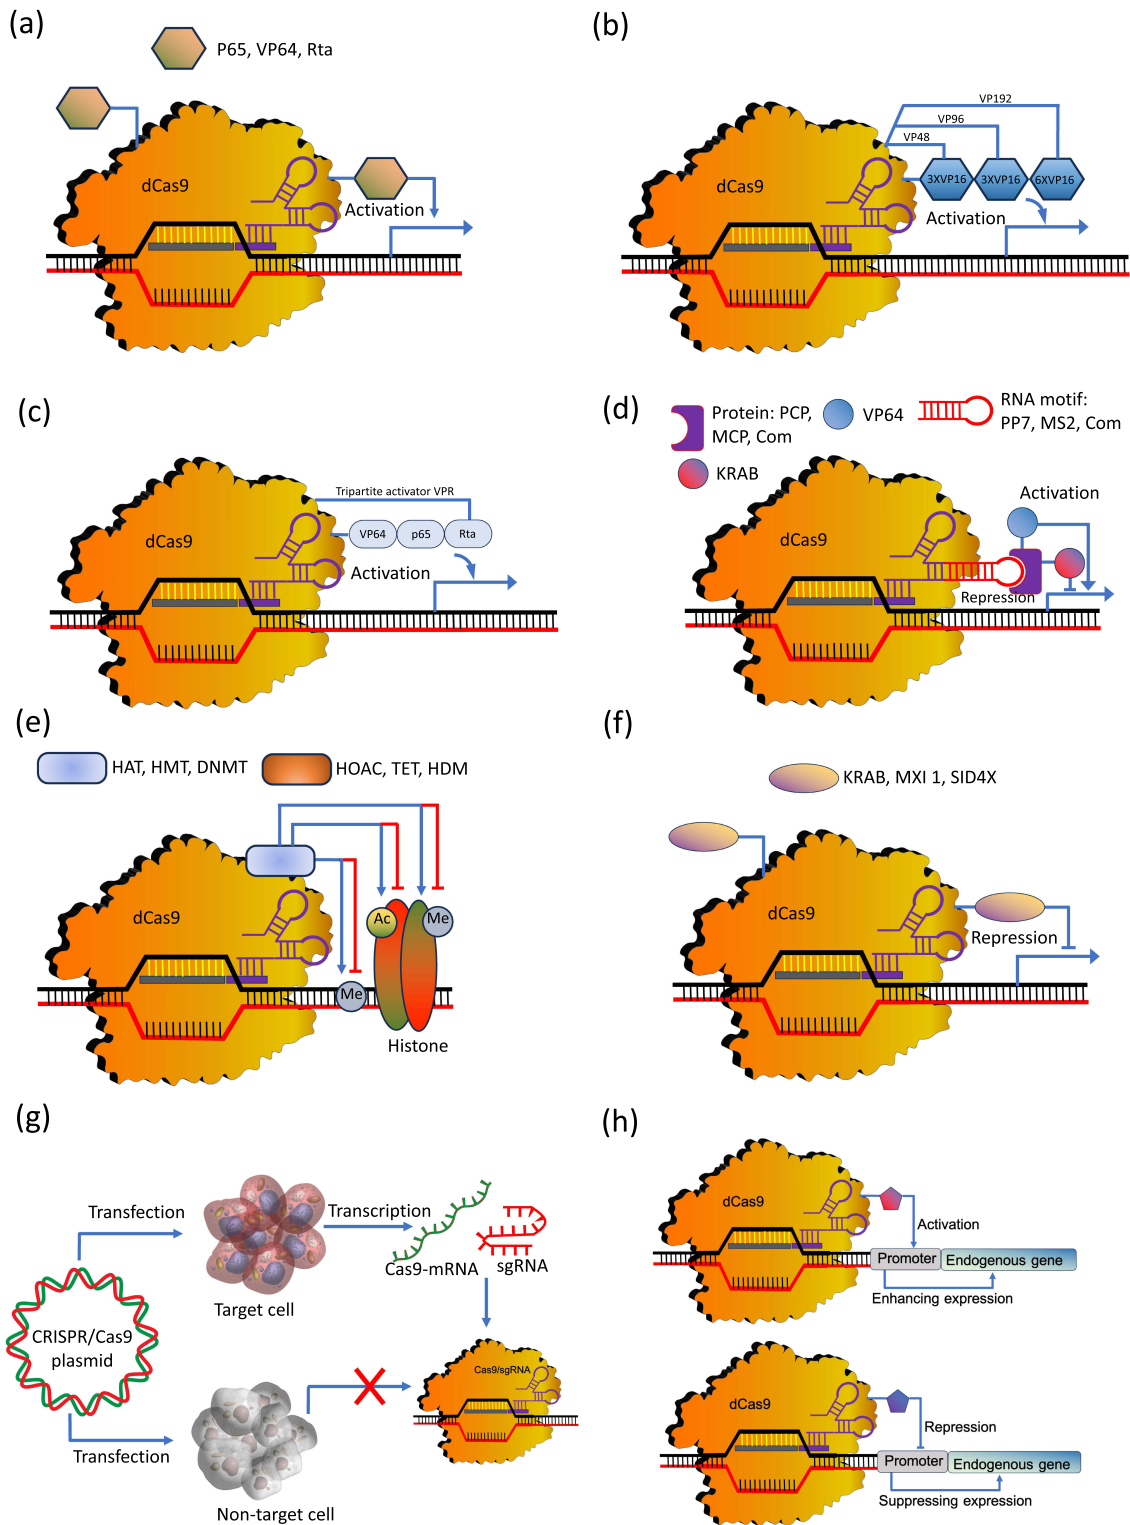 (a)
P65, VP64, Rta
dCas9
Activation
(b)
VP192
VP96
VP48
3XVP16
3XVP16
6XVP16
dCas9
Activation
(c)
Tripartite activator VPR
VP64
p65
Rta
dCas9
Activation
(d)
Protein: PCP,
MCP, Com
VP64
RNA motif:
PP7, MS2, Com
KRAB
Activation
dCas9
Repression
(e)
HAT, HMT, DNMT
HOAC, TET, HDM
dCas9
Ac
Me
Me
Histone
(f)
KRAB, MXI 1, SID4X
dCas9
Repression
(g)
Transfection
Transcription
Cas9-mRNA
sgRNA
Target cell
CRISPR/Cas9
plasmid
Cas9/sgRNA
Transfection
Non-target cell
(h)
dCas9
Activation
Promoter
Endogenous gene
Enhancing expression
dCas9
Repression
Promoter
Endogenous gene
Suppressing expression